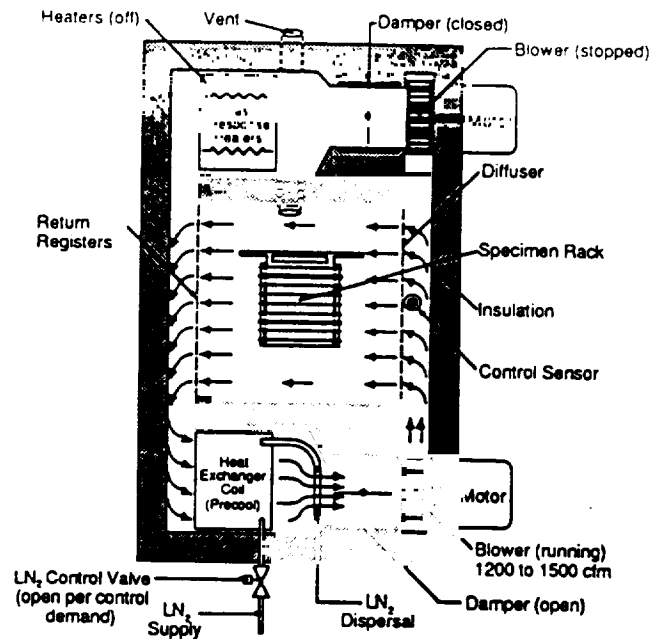 Heaters (off)
Vent
Damper (closed)
Blower (stopped)
Heaters
Diffuser
Return
Registers
Specimen Rack
Insulation
Control Sensor
Heat
Exchanger
Coil
(Precool)
Motor
Blower (running)
1200 to 1500 cfm
LN₂ Control Valve
(open per control
demand)
LN₂
Supply
LN₂
Dispersal
Damper (open)